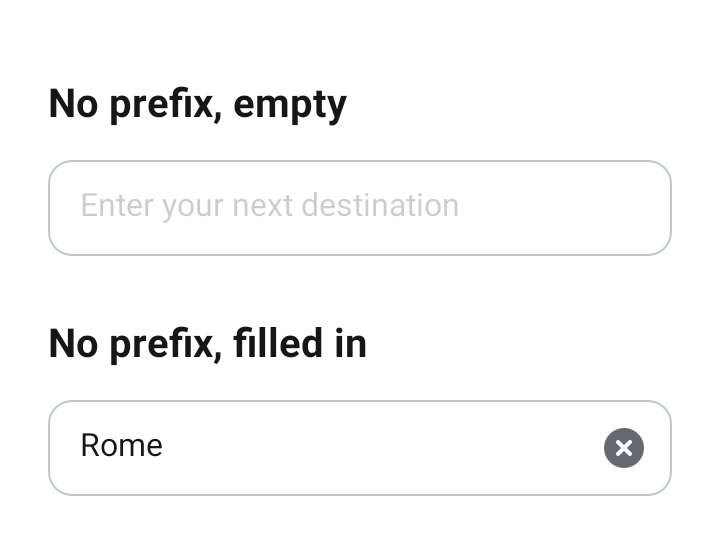 No prefix, empty
Enter your next destination
No prefix, filled in
Rome